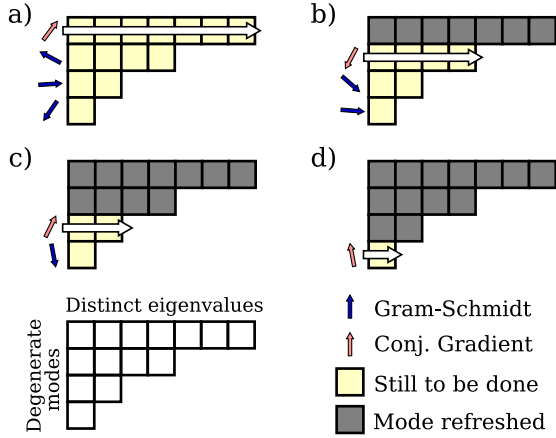 a)
b)
c)
d)
Distinct eigenvalues
Degenerate
modes
Gram-Schmidt
Conj. Gradient
Still to be done
Mode refreshed